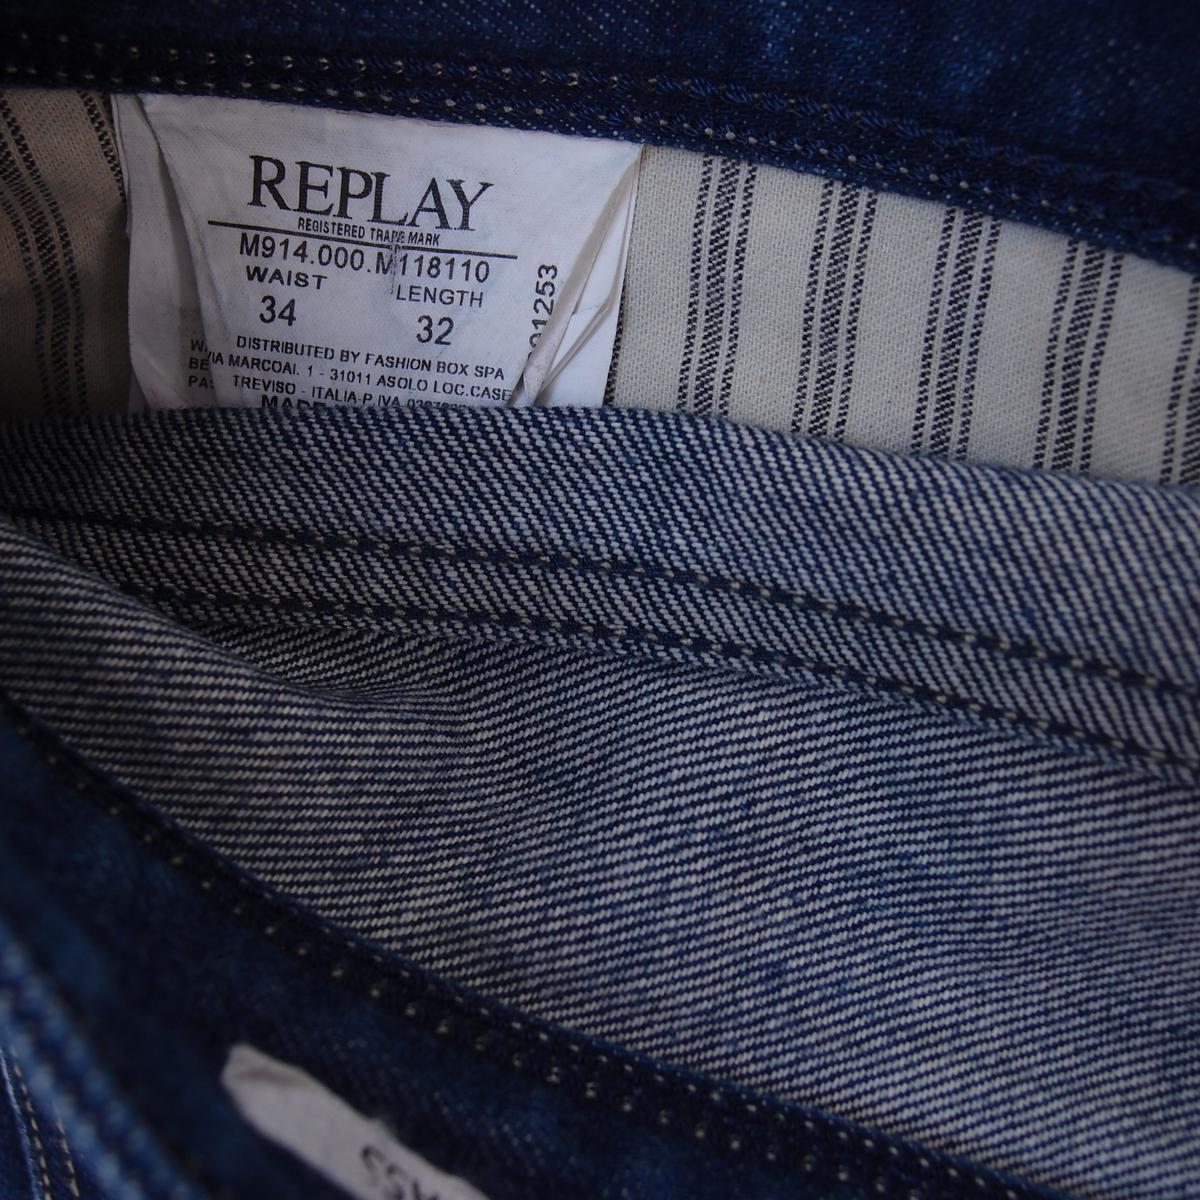 REPLAY
REGISTERED TRADE MARK
M914.000.M118110
WAIST LENGTH
34 32
DISTRIBUTED BY FASHION BOX SPA
VIA MARCOAI. 1 - 31011 ASOLO LOC.CASE
TREVISO - ITALIA-P.IVA